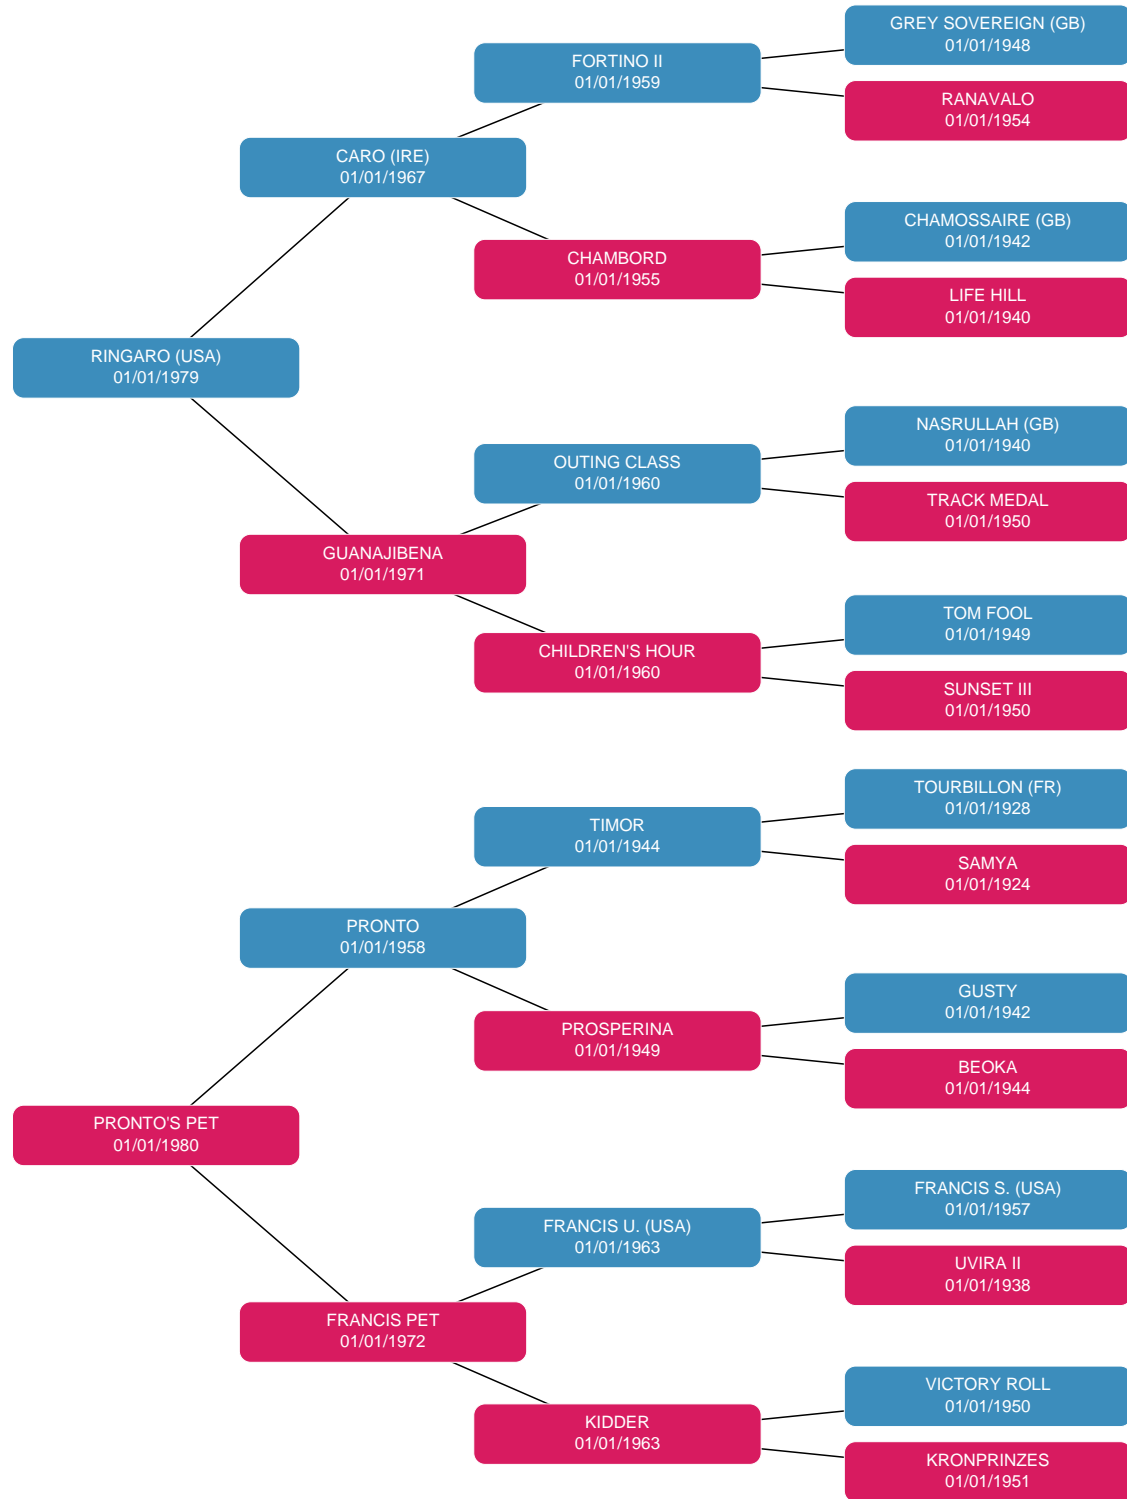 GREY SOVEREIGN (GB)
01/01/1948
FORTINO II
01/01/1959
RANAVALO
01/01/1954
CARO (IRE)
01/01/1967
CHAMOSSAIRE (GB)
01/01/1942
CHAMBORD
01/01/1955
LIFE HILL
01/01/1940
RINGARO (USA)
01/01/1979
NASRULLAH (GB)
01/01/1940
OUTING CLASS
01/01/1960
TRACK MEDAL
01/01/1950
GUANAJIBENA
01/01/1971
TOM FOOL
01/01/1949
CHILDREN'S HOUR
01/01/1960
SUNSET III
01/01/1950
TOURBILLON (FR)
01/01/1928
TIMOR
01/01/1944
SAMYA
01/01/1924
PRONTO
01/01/1958
GUSTY
01/01/1942
PROSPERINA
01/01/1949
BEOKA
01/01/1944
PRONTO'S PET
01/01/1980
FRANCIS S. (USA)
01/01/1957
FRANCIS U. (USA)
01/01/1963
UVIRA II
01/01/1938
FRANCIS PET
01/01/1972
VICTORY ROLL
01/01/1950
KIDDER
01/01/1963
KRONPRINZES
01/01/1951